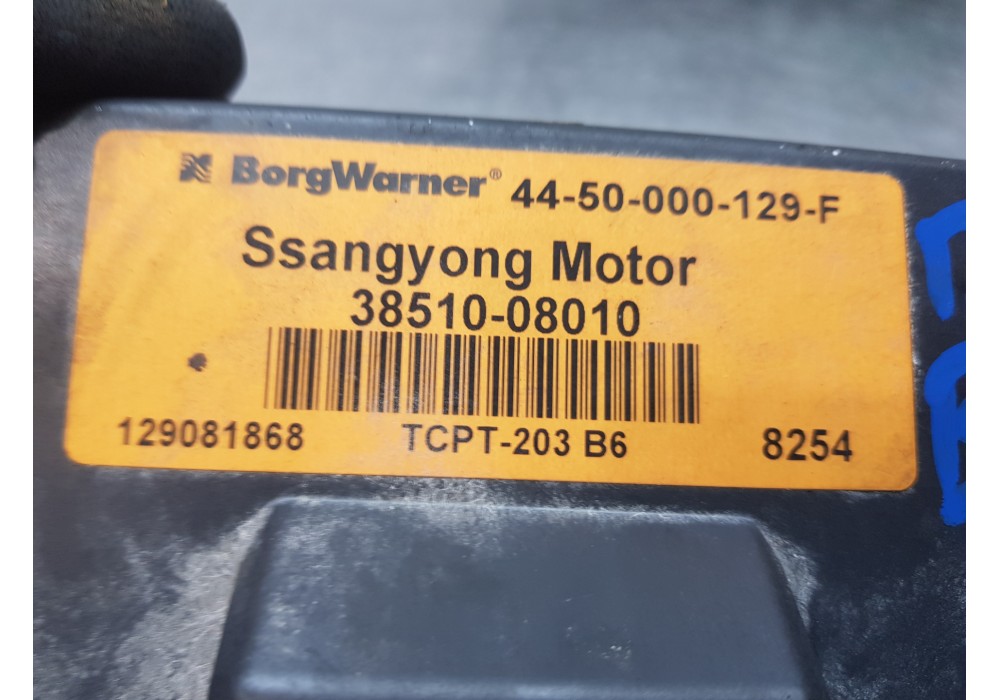 BorgWarner® 44-50-000-129-F
Ssangyong Motor
38510-08010
129081868 TCPT-203 B6 8254